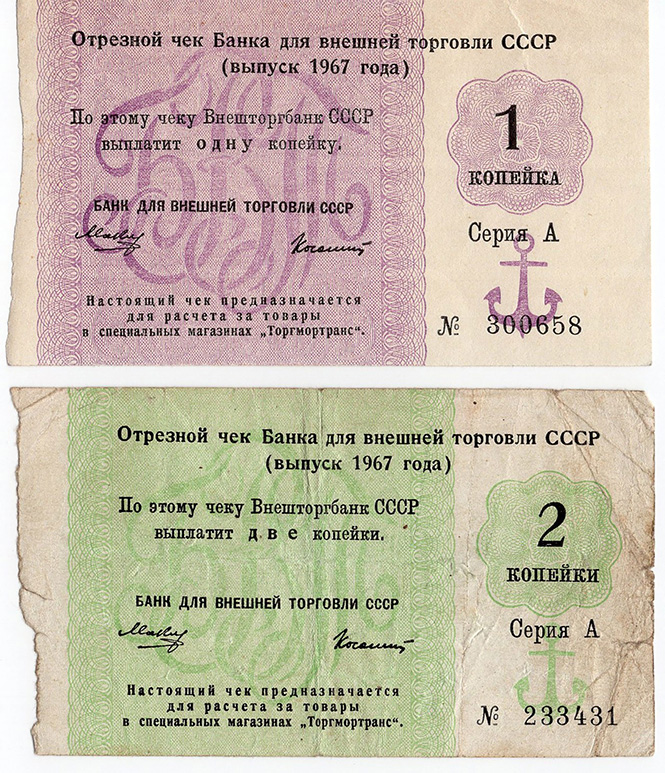 Отрезной чек Банка для внешней торговли СССР
(выпуск 1967 года)
По этому чеку Внешторгбанк СССР
выплатит одну копейку.
1
КОПЕЙКА
БАНК ДЛЯ ВНЕШНЕЙ ТОРГОВЛИ СССР
Серия А
Настоящий чек предназначается
для расчета за товары
в специальных магазинах „Торгмортранс“.
№ 300658
Отрезной чек Банка для внешней торговли СССР
(выпуск 1967 года)
По этому чеку Внешторгбанк СССР
выплатит две копейки.
2
КОПЕЙКИ
БАНК ДЛЯ ВНЕШНЕЙ ТОРГОВЛИ СССР
Серия А
Настоящий чек предназначается
для расчета за товары
в специальных магазинах „Торгмортранс“.
№ 233431